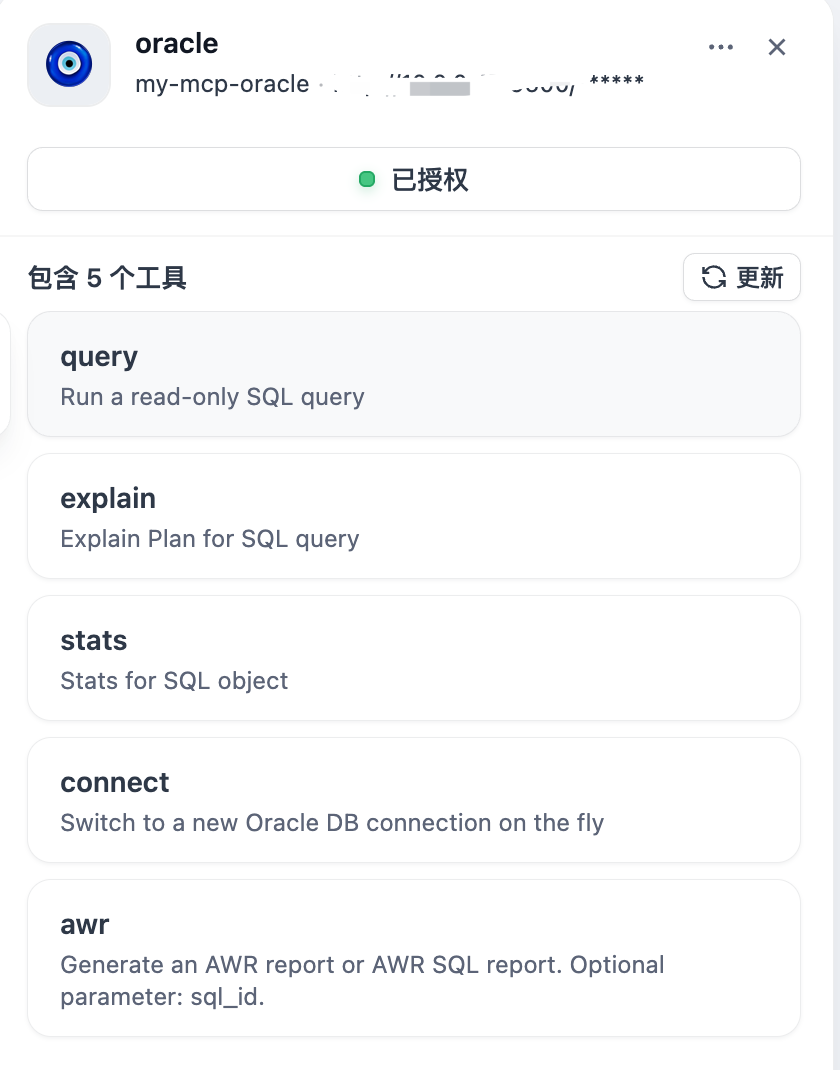 oracle
my-mcp-oracle · *****
已授权
包含 5 个工具
更新
query
Run a read-only SQL query
explain
Explain Plan for SQL query
stats
Stats for SQL object
connect
Switch to a new Oracle DB connection on the fly
awr
Generate an AWR report or AWR SQL report. Optional
parameter: sql_id.